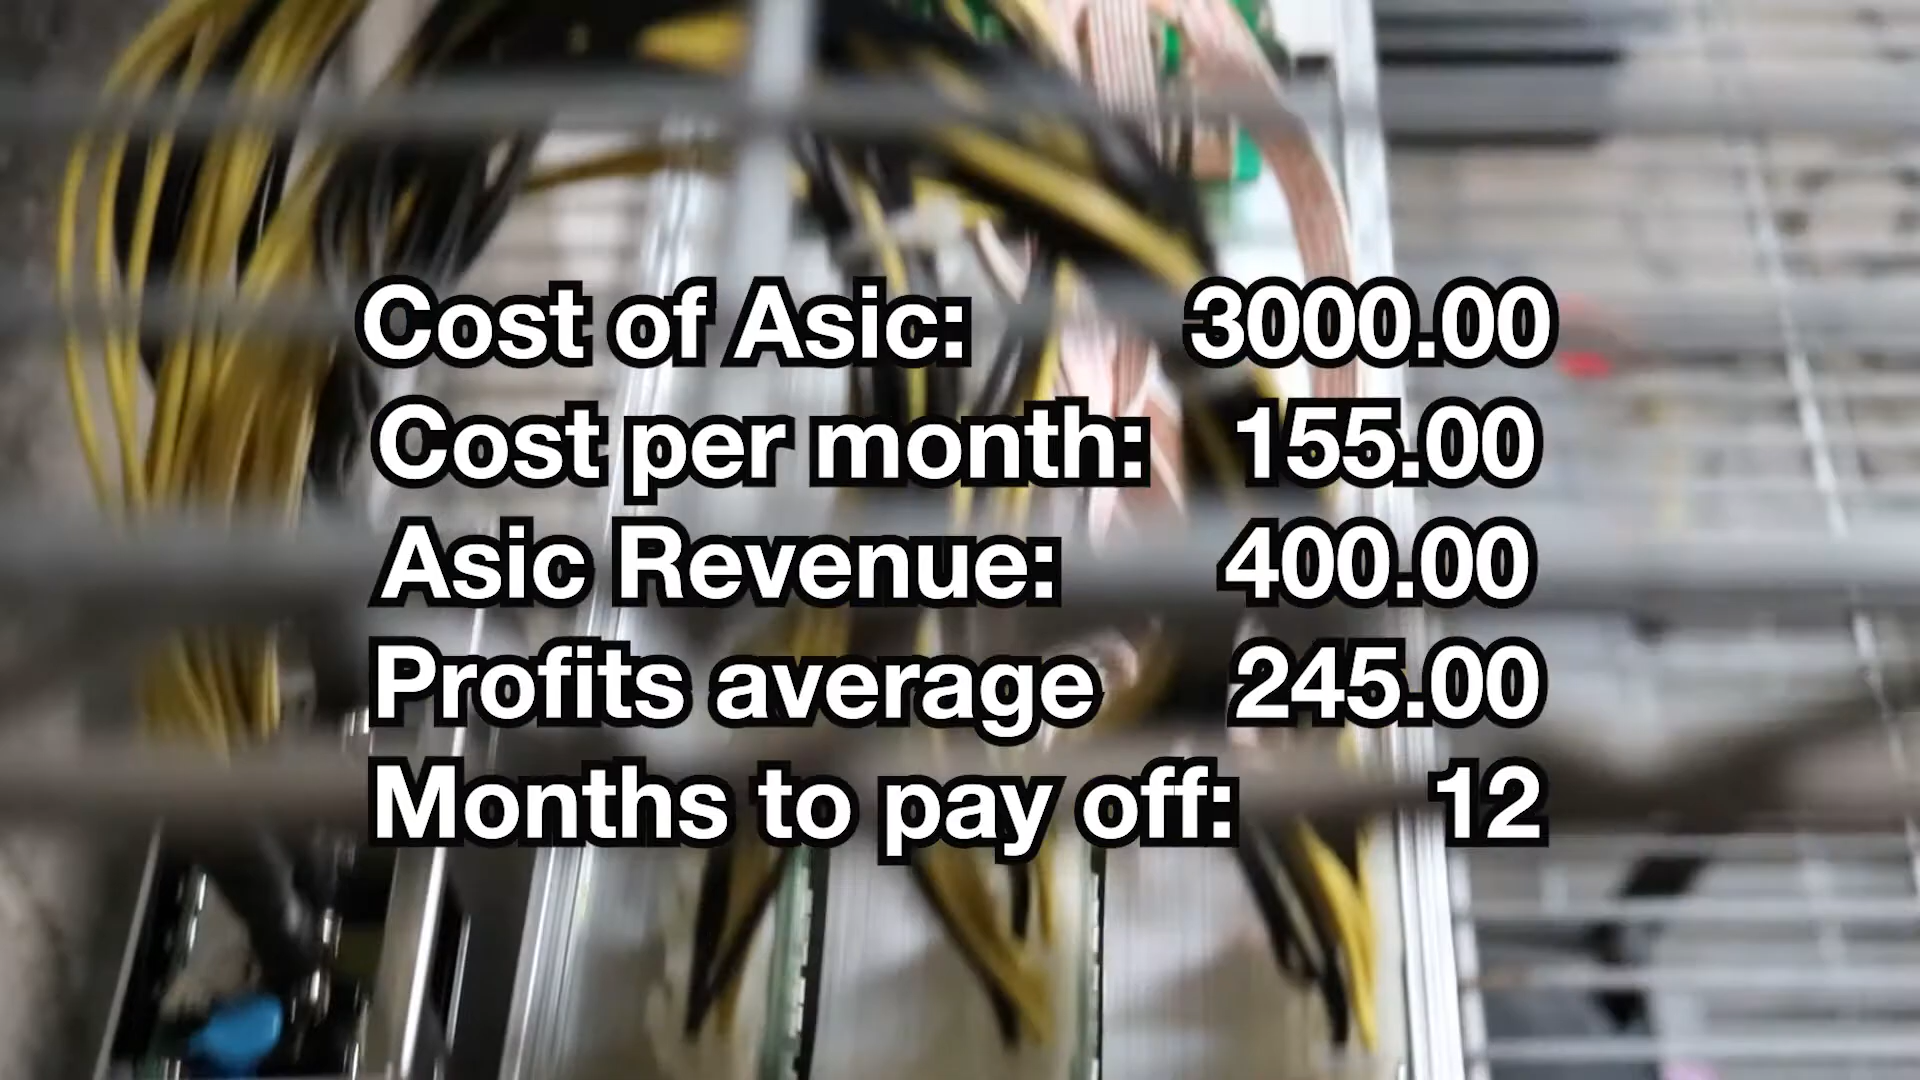 Cost of Asic: 3000.00
Cost per month: 155.00
Asic Revenue: 400.00
Profits average 245.00
Months to pay off: 12